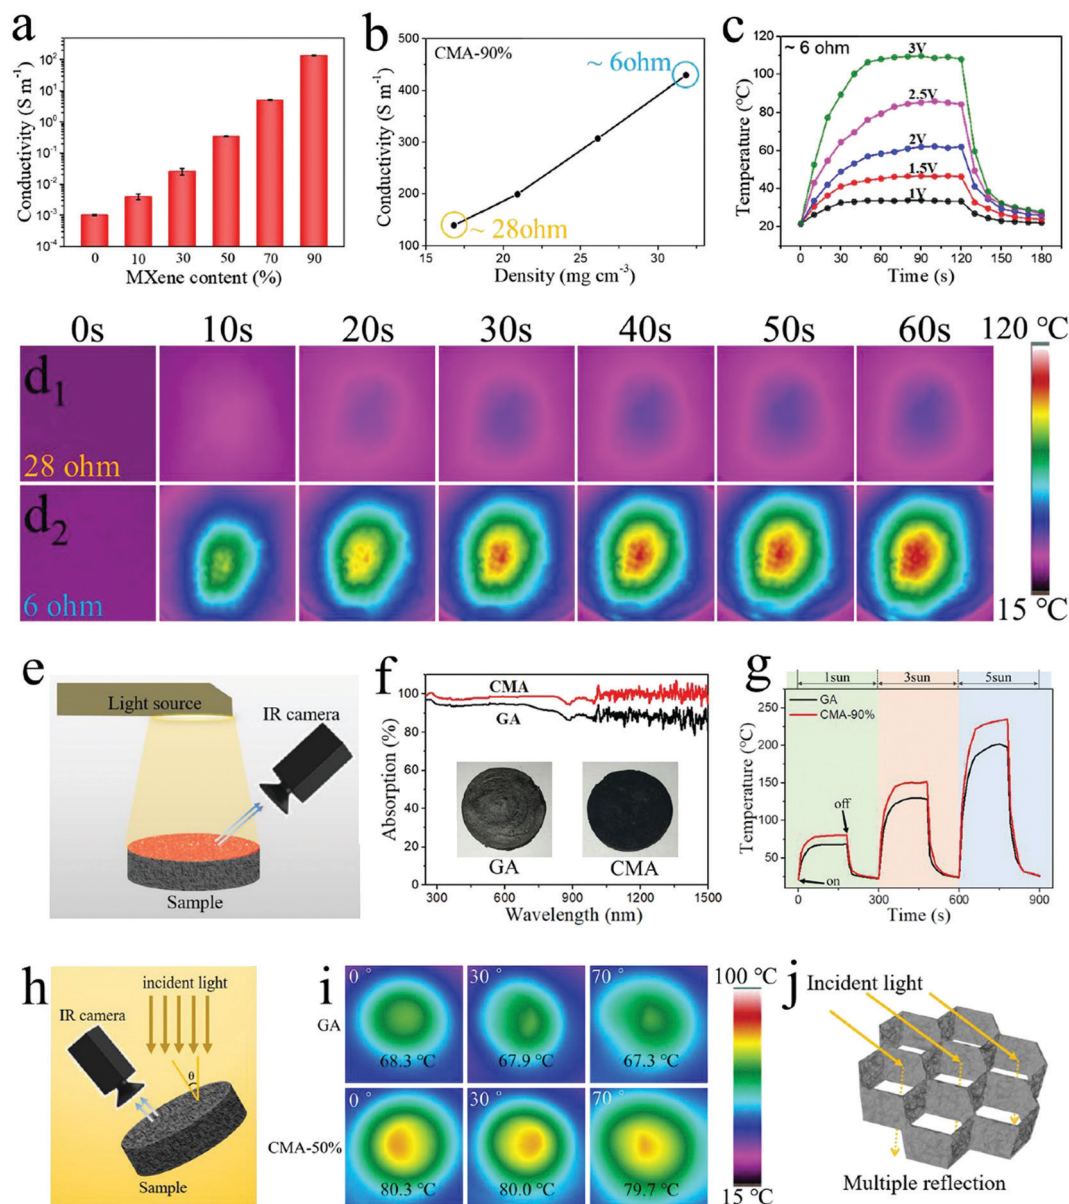 a
Conductivity (S m⁻¹)
10²
10¹
10⁰
10⁻¹
10⁻²
10⁻³
10⁻⁴
0 10 30 50 70 90
MXene content (%)
b
CMA-90%
~ 6ohm
~ 28ohm
Conductivity (S m⁻¹)
500
400
300
200
100
15 20 25 30
Density (mg cm⁻³)
c
~ 6 ohm
3V
2.5V
2V
1.5V
1V
Temperature (℃)
120
100
80
60
40
20
0 30 60 90 120 150 180
Time (s)
0s 10s 20s 30s 40s 50s 60s
120 ℃
d₁
28 ohm
d₂
6 ohm
15 ℃
e
Light source
IR camera
Sample
f
CMA
GA
Absorption (%)
100
80
60
40
20
0
GA CMA
300 600 900 1200 1500
Wavelength (nm)
g
1sun 3sun 5sun
GA
CMA-90%
off
on
Temperature (℃)
250
200
150
100
50
0 300 600 900
Time (s)
h
incident light
IR camera
θ
Sample
i
0 ° 30 ° 70 °
GA
68.3 ℃ 67.9 ℃ 67.3 ℃
0 ° 30 ° 70 °
CMA-50%
80.3 ℃ 80.0 ℃ 79.7 ℃
100 ℃
15 ℃
j
Incident light
Multiple reflection